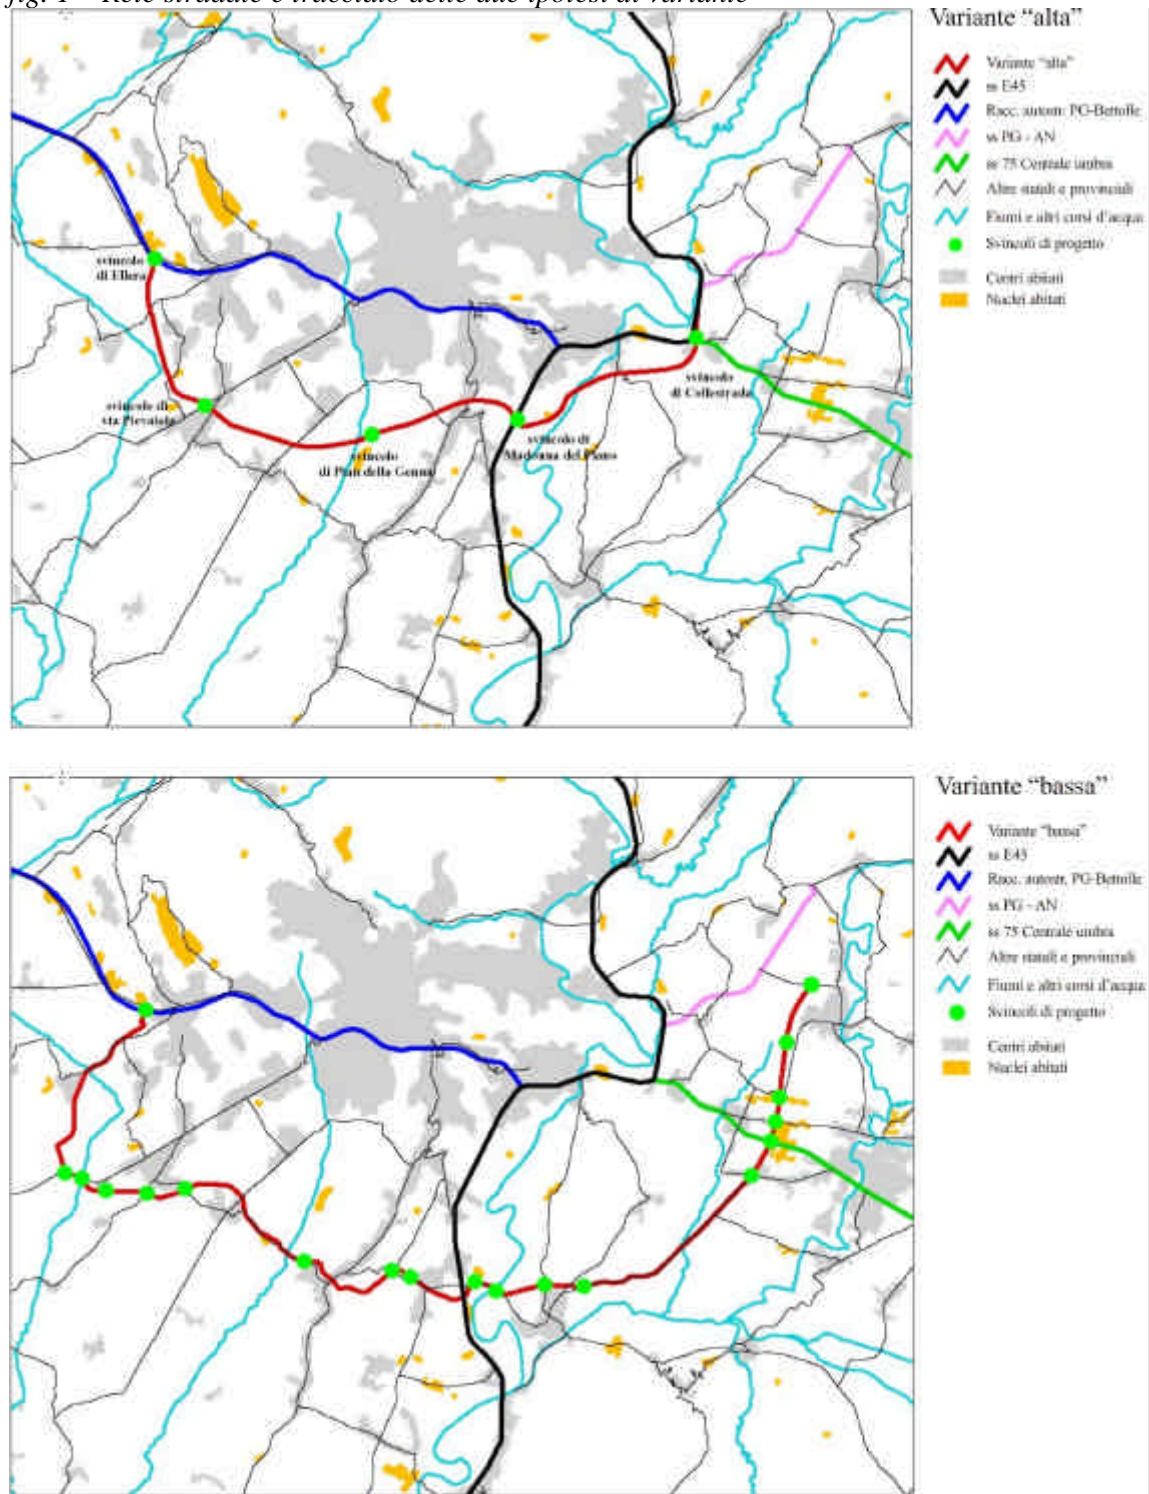 fig. 1 – Rete stradale e tracciato delle due ipotesi di variante
Variante “alta”
Variante “alta”
ss E45
Racc. autostr. PG-Bettolle
ss PG - AN
ss 75 Centrale umbra
Altre statali e provinciali
Fiumi e altri corsi d’acqua
Svincoli di progetto
Centri abitati
Nuclei abitati
svincolo
di Ellera
svincolo di
via Pievaiola
svincolo
di Pian della Genna
svincolo di
Madonna del Piano
svincolo
di Collestrada
Variante “bassa”
Variante “bassa”
ss E45
Racc. autostr. PG-Bettolle
ss PG - AN
ss 75 Centrale umbra
Altre statali e provinciali
Fiumi e altri corsi d’acqua
Svincoli di progetto
Centri abitati
Nuclei abitati